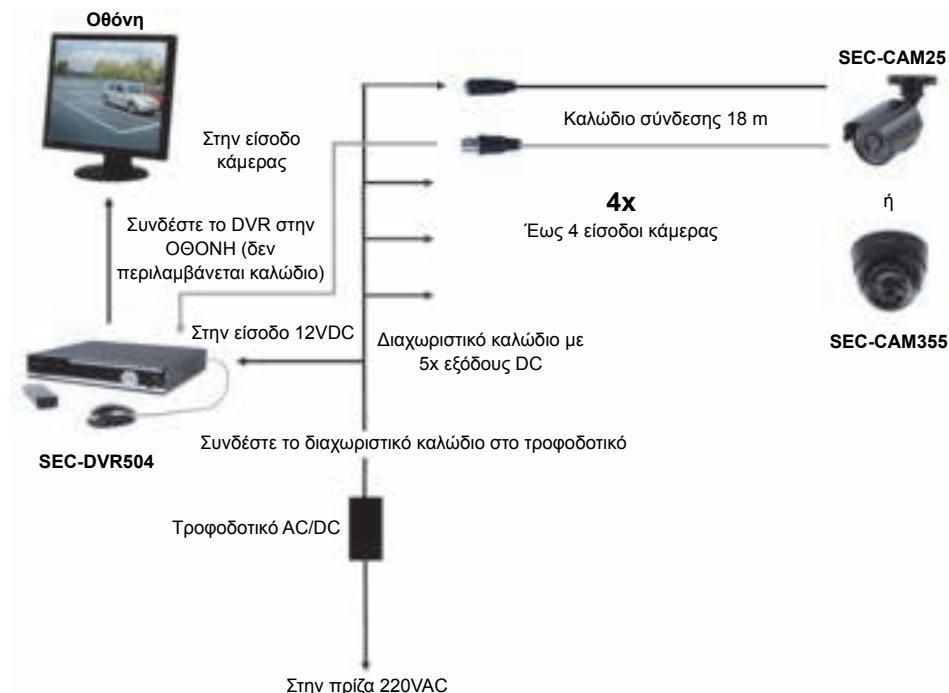 Οθόνη
SEC-CAM25
Καλώδιο σύνδεσης 18 m
Στην είσοδο
κάμερας
4x
Έως 4 είσοδοι κάμερας
ή
Συνδέστε το DVR στην
ΟΘΟΝΗ (δεν
περιλαμβάνεται καλώδιο)
Στην είσοδο 12VDC
Διαχωριστικό καλώδιο με
5x εξόδους DC
SEC-CAM355
SEC-DVR504
Συνδέστε το διαχωριστικό καλώδιο στο τροφοδοτικό
Τροφοδοτικό AC/DC
Στην πρίζα 220VAC